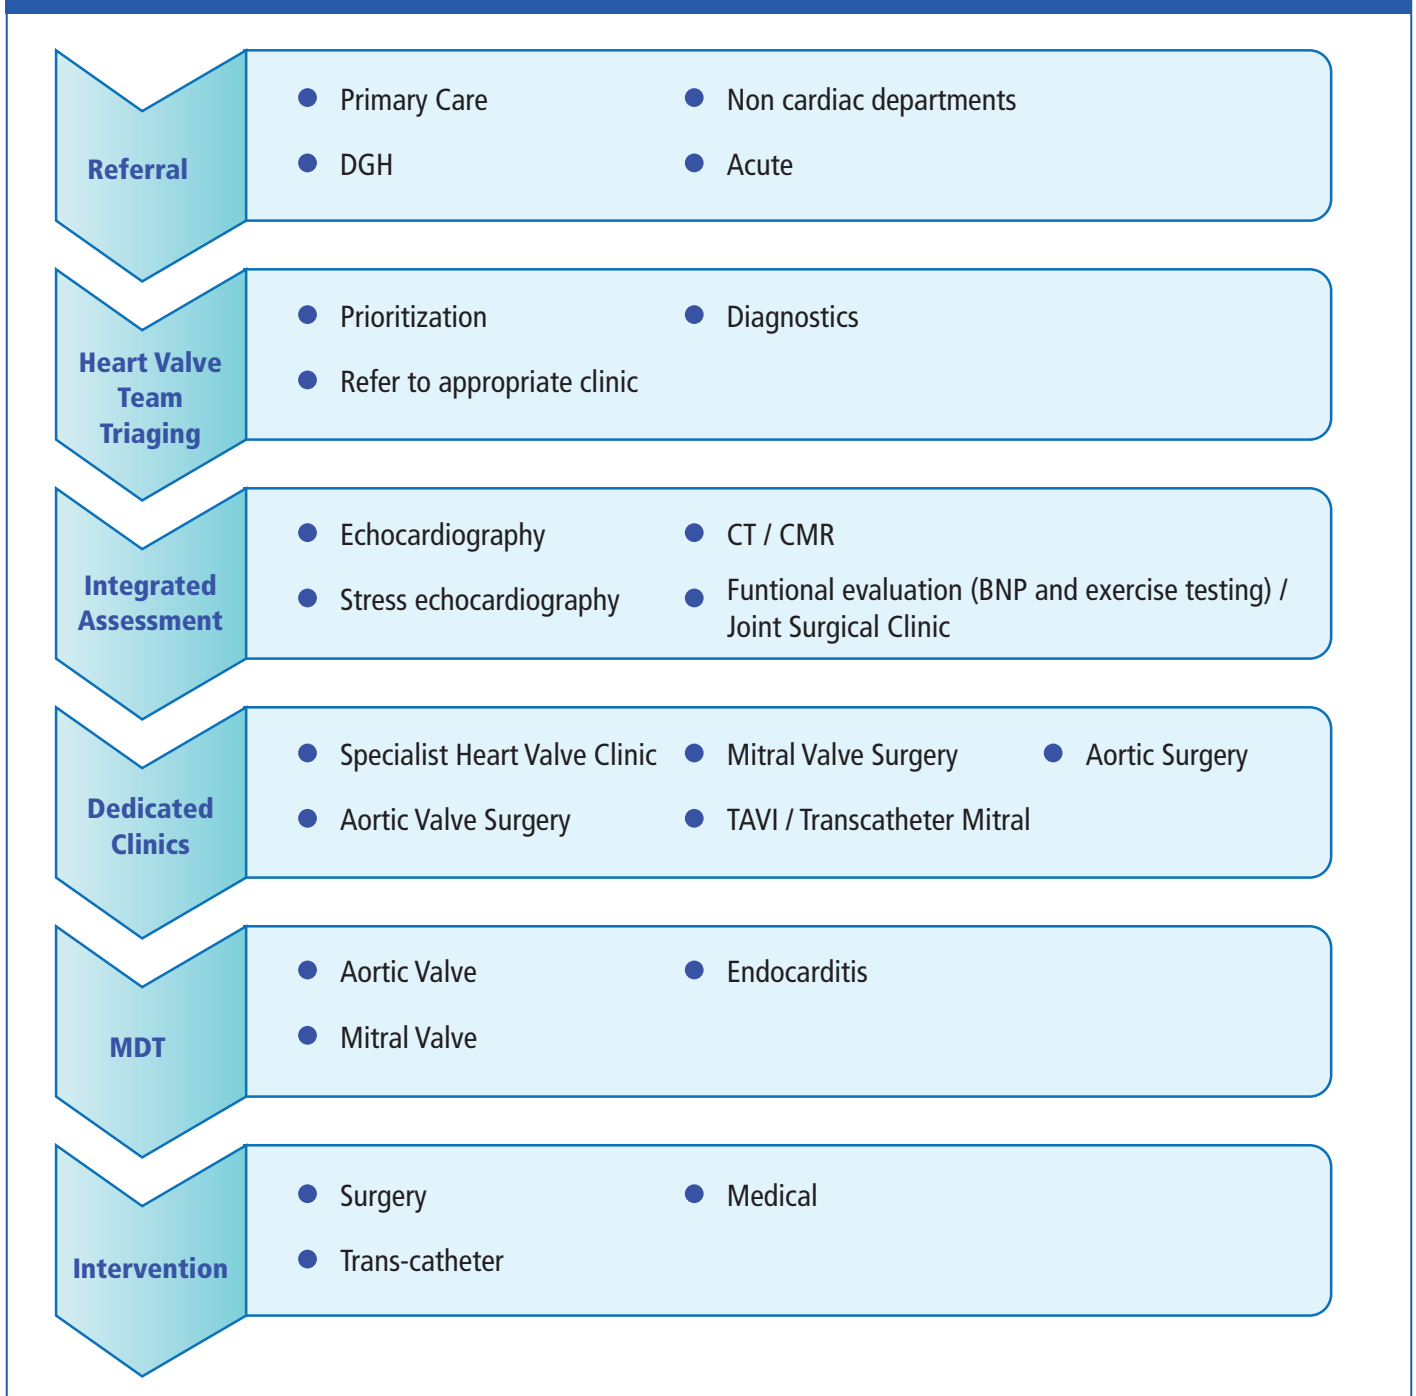 Referral
Primary Care
Non cardiac departments
DGH
Acute
Heart Valve
Team
Triaging
Prioritization
Diagnostics
Refer to appropriate clinic
Integrated
Assessment
Echocardiography
CT / CMR
Stress echocardiography
Funtional evaluation (BNP and exercise testing) /
Joint Surgical Clinic
Dedicated
Clinics
Specialist Heart Valve Clinic
Mitral Valve Surgery
Aortic Surgery
Aortic Valve Surgery
TAVI / Transcatheter Mitral
MDT
Aortic Valve
Endocarditis
Mitral Valve
Intervention
Surgery
Medical
Trans-catheter